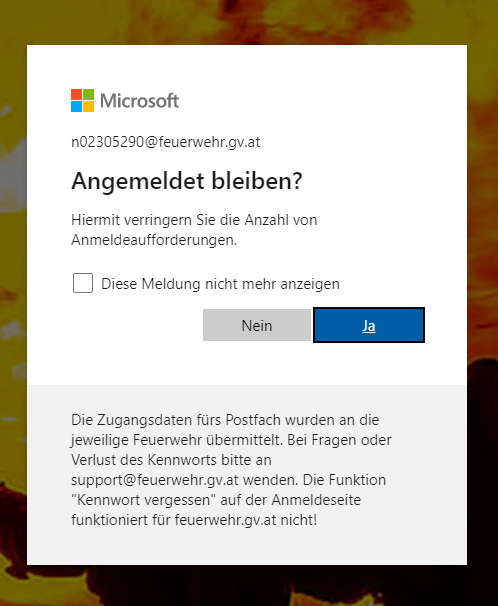 Microsoft
n02305290@feuerwehr.gv.at
Angemeldet bleiben?
Hiermit verringern Sie die Anzahl von
Anmeldeaufforderungen.
Diese Meldung nicht mehr anzeigen
Nein
Ja
Die Zugangsdaten fürs Postfach wurden an die
jeweilige Feuerwehr übermittelt. Bei Fragen oder
Verlust des Kennworts bitte an
support@feuerwehr.gv.at wenden. Die Funktion
"Kennwort vergessen" auf der Anmeldeseite
funktioniert für feuerwehr.gv.at nicht!